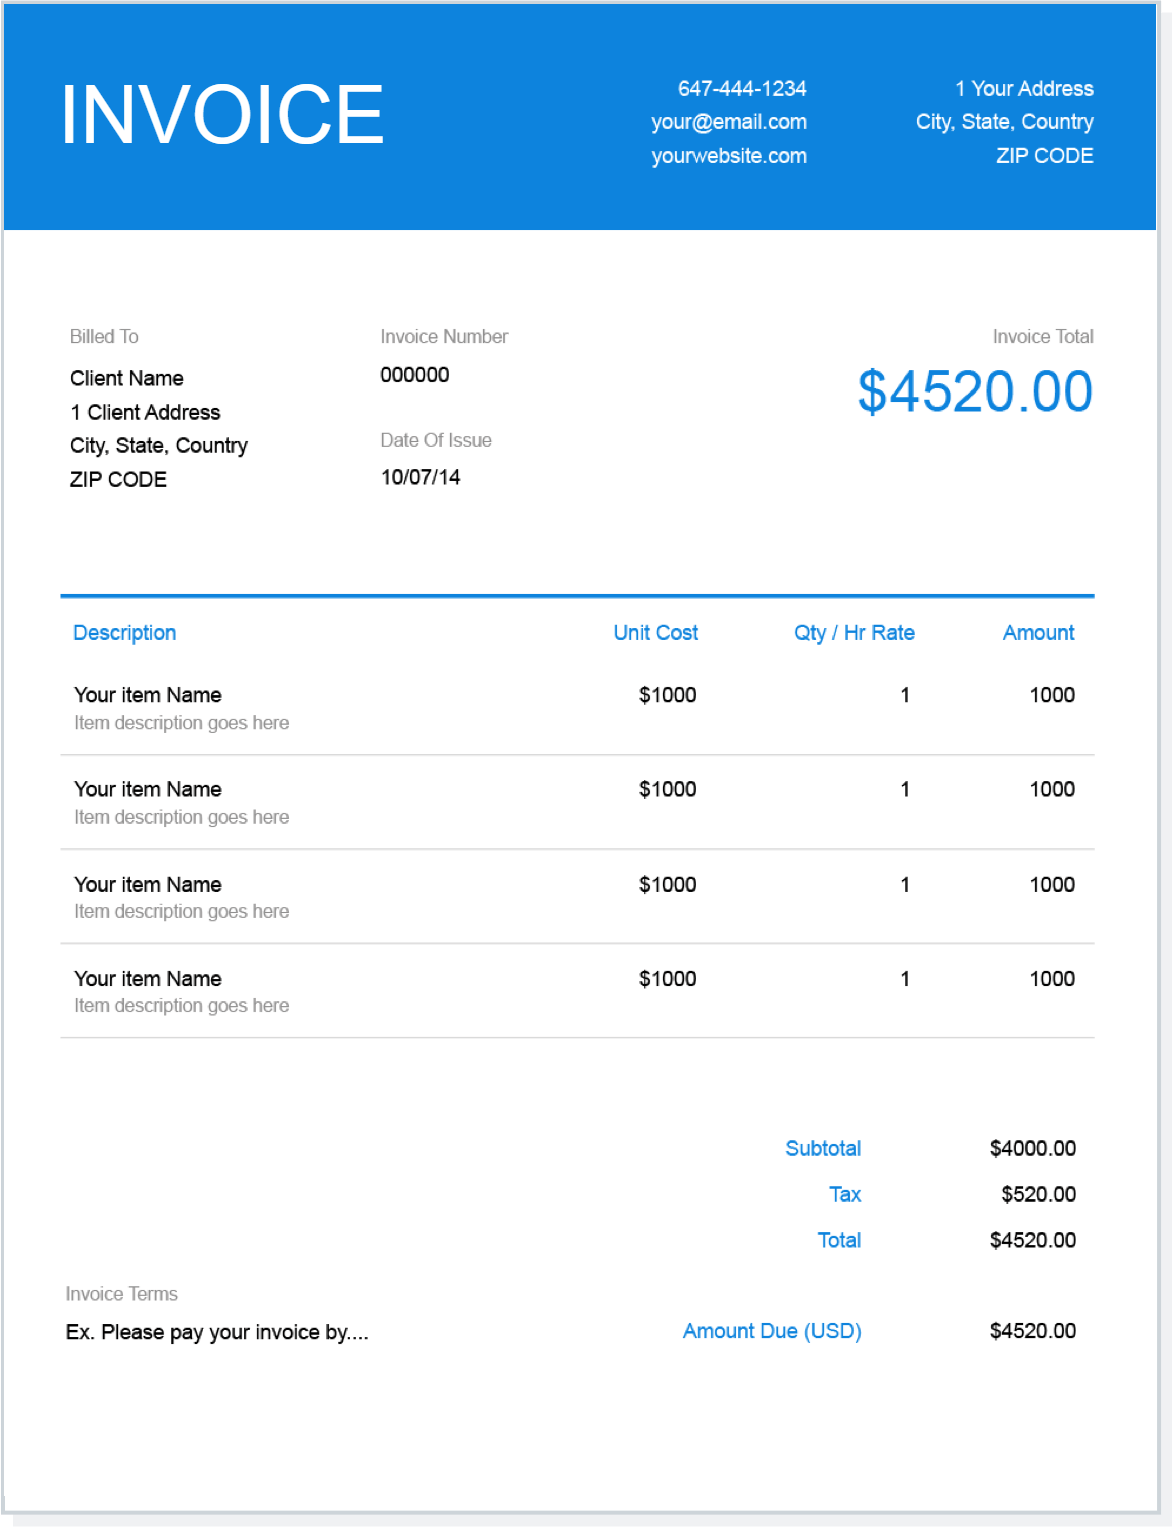 INVOICE
647-444-1234
your@email.com
yourwebsite.com
1 Your Address
City, State, Country
ZIP CODE
Billed To
Client Name
1 Client Address
City, State, Country
ZIP CODE
Invoice Number
000000
Date Of Issue
10/07/14
Invoice Total
$4520.00
Description Unit Cost Qty / Hr Rate Amount
Your item Name $1000 1 1000
Item description goes here
Your item Name $1000 1 1000
Item description goes here
Your item Name $1000 1 1000
Item description goes here
Your item Name $1000 1 1000
Item description goes here
Subtotal $4000.00
Tax $520.00
Total $4520.00
Invoice Terms
Ex. Please pay your invoice by....
Amount Due (USD) $4520.00